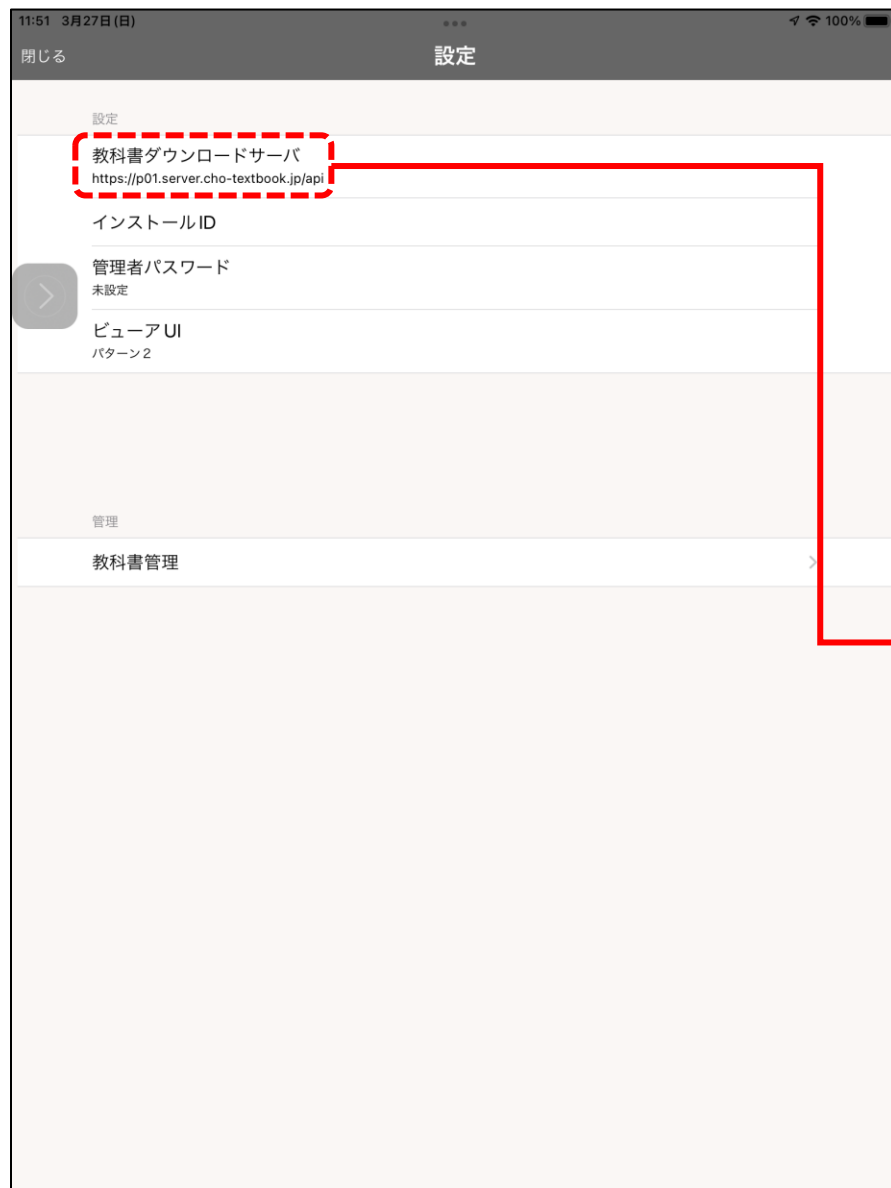 11:51 3月27日(日) 100%
閉じる 設定
設定
教科書ダウンロードサーバ
https://p01.server.cho-textbook.jp/api
インストールID
管理者パスワード
未設定
ビューアUI
パターン２
管理
教科書管理